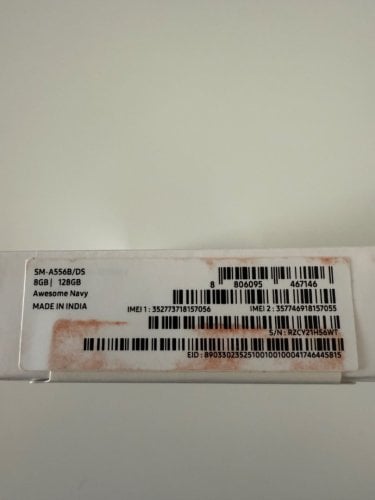 SM-A556B/DS
8GB | 128GB
Awesome Navy
MADE IN INDIA
8 806095 467146
IMEI 1 : 352773718157056 IMEI 2 : 357746918157055
S/N : RZCY21H56WT
EID : 89033023525100100100041746445815